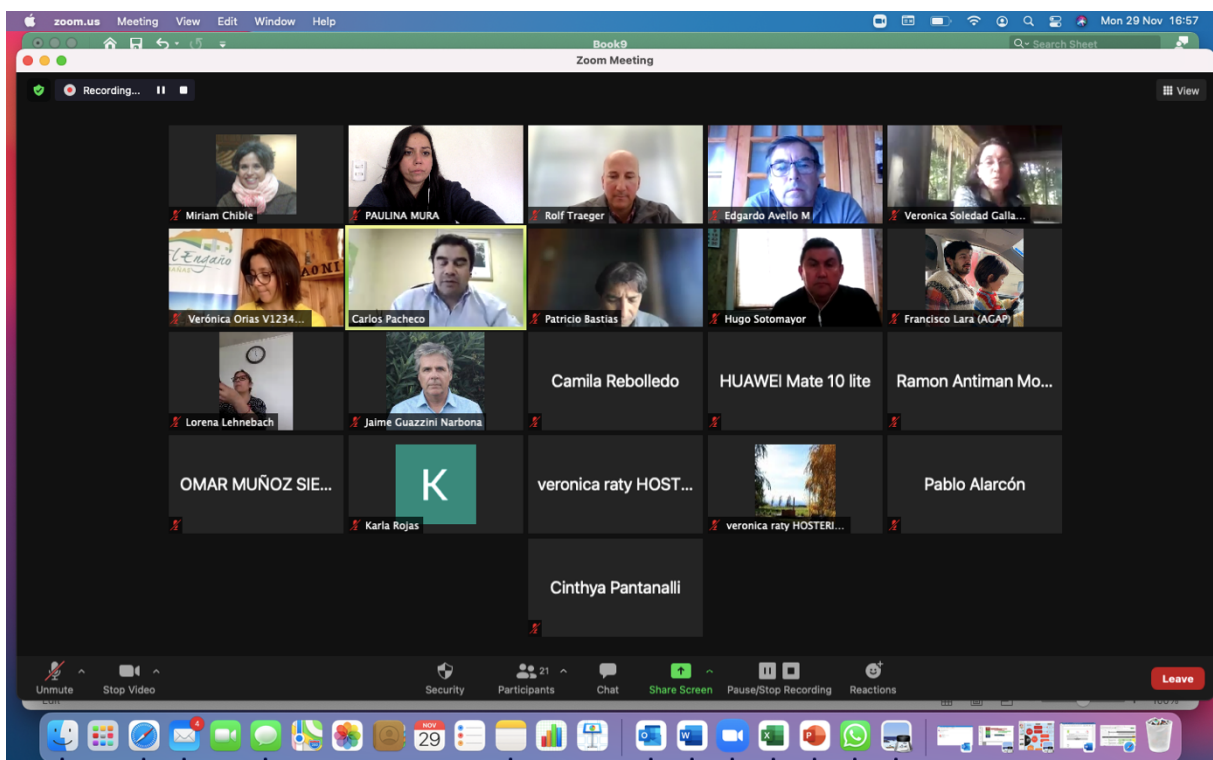 zoom.us Meeting View Edit Window Help Mon 29 Nov 16:57
Book9 Search Sheet
Zoom Meeting
Recording... View
Miriam Chible PAULINA MURA Rolf Traeger Edgardo Avello M Veronica Soledad Galla...
El Engaño
AONI
Verónica Orias V1234... Carlos Pacheco Patricio Bastias Hugo Sotomayor Francisco Lara (AGAP)
Camila Rebolledo HUAWEI Mate 10 lite Ramon Antiman Mo...
Lorena Lehnebach Jaime Guazzini Narbona
OMAR MUÑOZ SIE... K veronica raty HOST... Pablo Alarcón
Karla Rojas veronica raty HOSTERI...
Cinthya Pantanalli
21
Unmute Stop Video Security Participants Chat Share Screen Pause/Stop Recording Reactions Leave
4
NOV
29